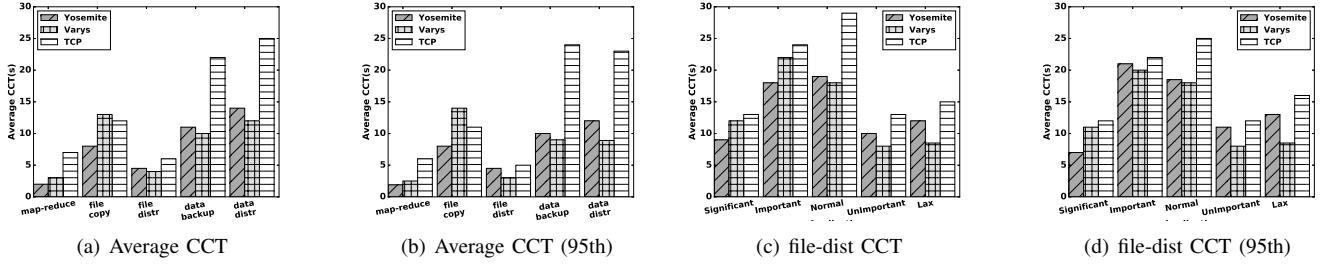 30
25
20
15
10
5
0
Average CCT(s)
Yosemite
Varys
TCP
map-reduce
file
copy
file
distr
data
backup
data
distr
(a) Average CCT
30
25
20
15
10
5
0
Average CCT(s)
Yosemite
Varys
TCP
map-reduce
file
copy
file
distr
data
backup
data
distr
(b) Average CCT (95th)
30
25
20
15
10
5
0
Average CCT(s)
Yosemite
Varys
TCP
Significant
Important
Normal
UnImportant
Lax
(c) file-dist CCT
30
25
20
15
10
5
0
Average CCT(s)
Yosemite
Varys
TCP
Significant
Important
Normal
UnImportant
Lax
(d) file-dist CCT (95th)